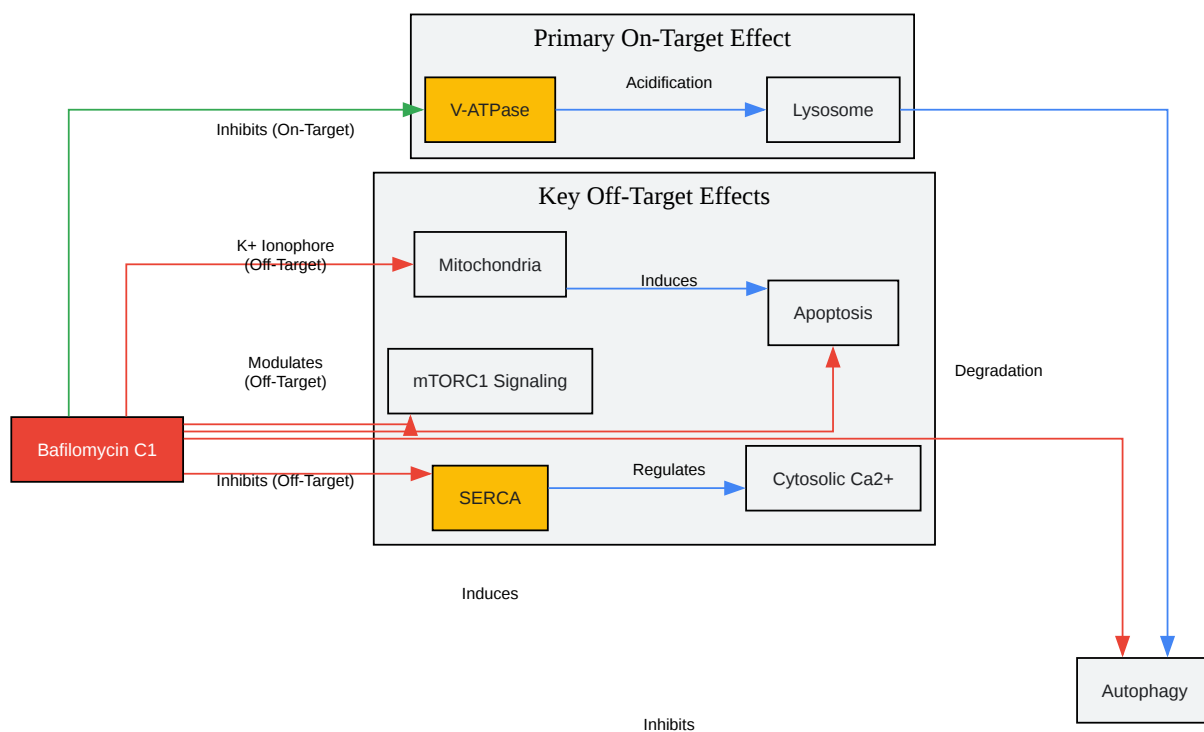 Primary On-Target Effect
Acidification
V-ATPase
Lysosome
Inhibits (On-Target)
Key Off-Target Effects
K+ Ionophore
(Off-Target)
Mitochondria
Induces
Apoptosis
Modulates
(Off-Target)
mTORC1 Signaling
Degradation
Bafilomycin C1
Inhibits (Off-Target)
SERCA
Regulates
Cytosolic Ca2+
Induces
Autophagy
Inhibits